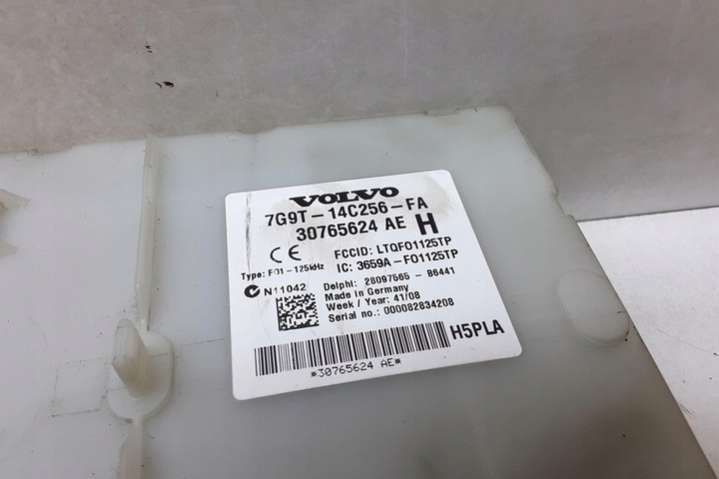 VOLVO
7G9T-14C256-FA
30765624 AE H
CE FCCID: LTQFO1125TP
Type: F01-125kHz IC: 3659A-FO1125TP
N11042 Delphi: 28097565 - B6441
Made in Germany
Week / Year: 41/08
Serial no.: 000082834208
H5PLA
*30765624 AE*